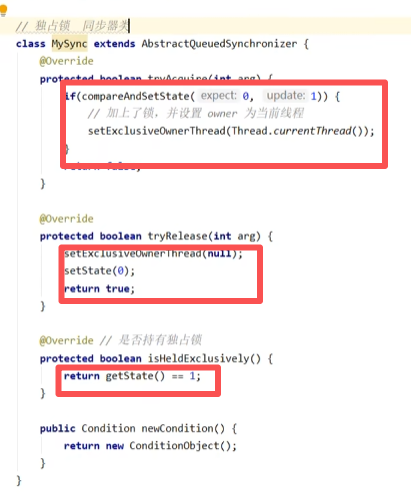 // 独占锁 同步器类
class MySync extends AbstractQueuedSynchronizer {
@Override
protected boolean tryAcquire(int arg) {
if(compareAndSetState( expect: 0, update: 1)) {
// 加上了锁，并设置 owner 为当前线程
setExclusiveOwnerThread(Thread.currentThread());
}
return false;
}
@Override
protected boolean tryRelease(int arg) {
setExclusiveOwnerThread(null);
setState(0);
return true;
}
@Override // 是否持有独占锁
protected boolean isHeldExclusively() {
return getState() == 1;
}
public Condition newCondition() {
return new ConditionObject();
}
}